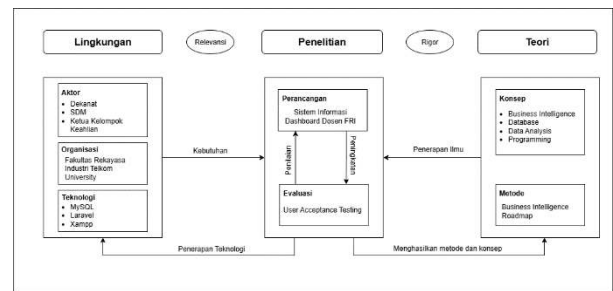 Lingkungan
Relevansi
Penelitian
Rigor
Teori
Aktor
• Dekanat
• SDM
• Ketua Kelompok
Keahlian
Organisasi
Fakultas Rekayasa
Industri Telkom
University
Teknologi
• MySQL
• Laravel
• Xampp
Kebutuhan
Perancangan
Sistem Informasi
Dashboard Dosen FRI
Penilaian
Peningkatan
Evaluasi
User Acceptance Testing
Penerapan Ilmu
Konsep
• Business Intelligence
• Database
• Data Analysis
• Programming
Metode
Business Intelligence
Roadmap
Penerapan Teknologi
Menghasilkan metode dan konsep